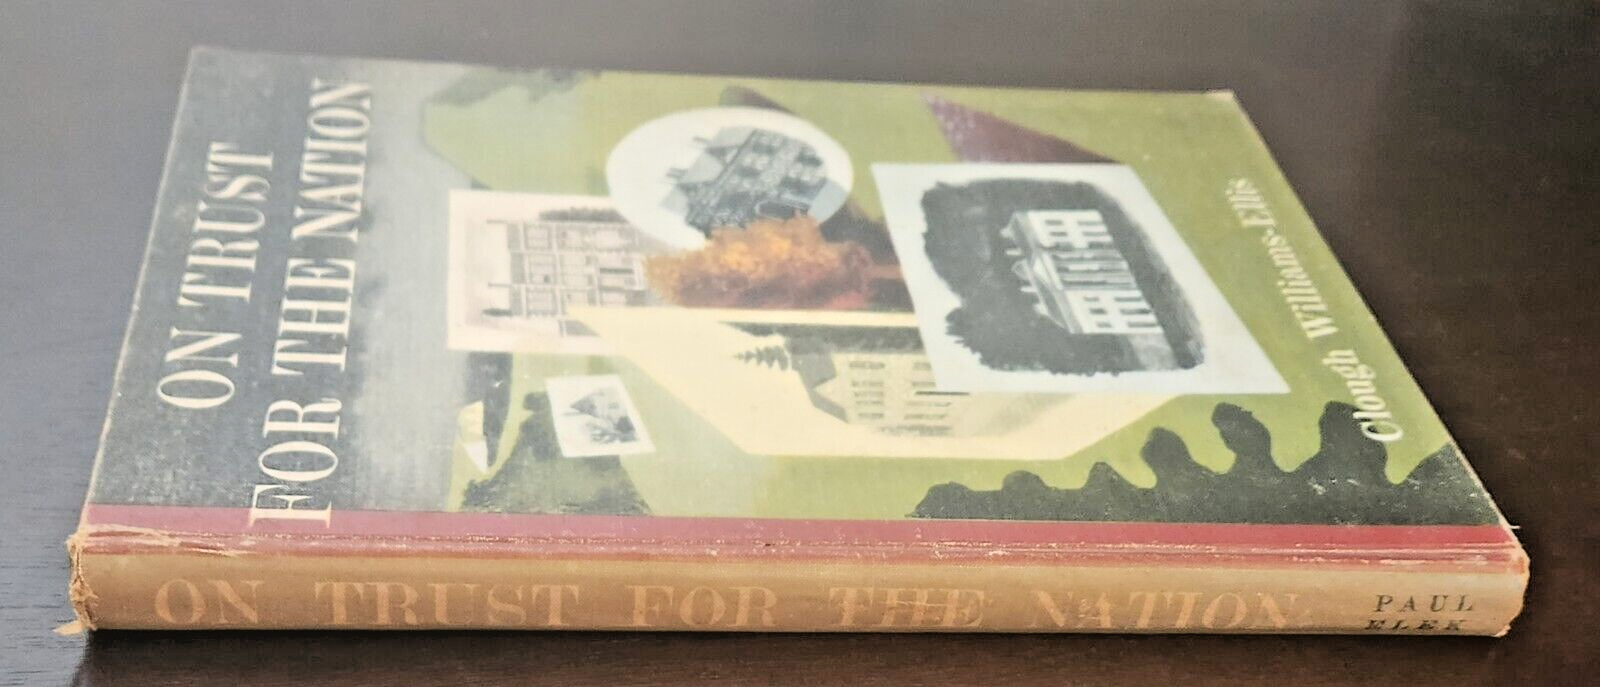 ON TRUST
FOR THE NATION
Clough Williams-Ellis
ON TRUST FOR THE NATION
PAUL
ELEK